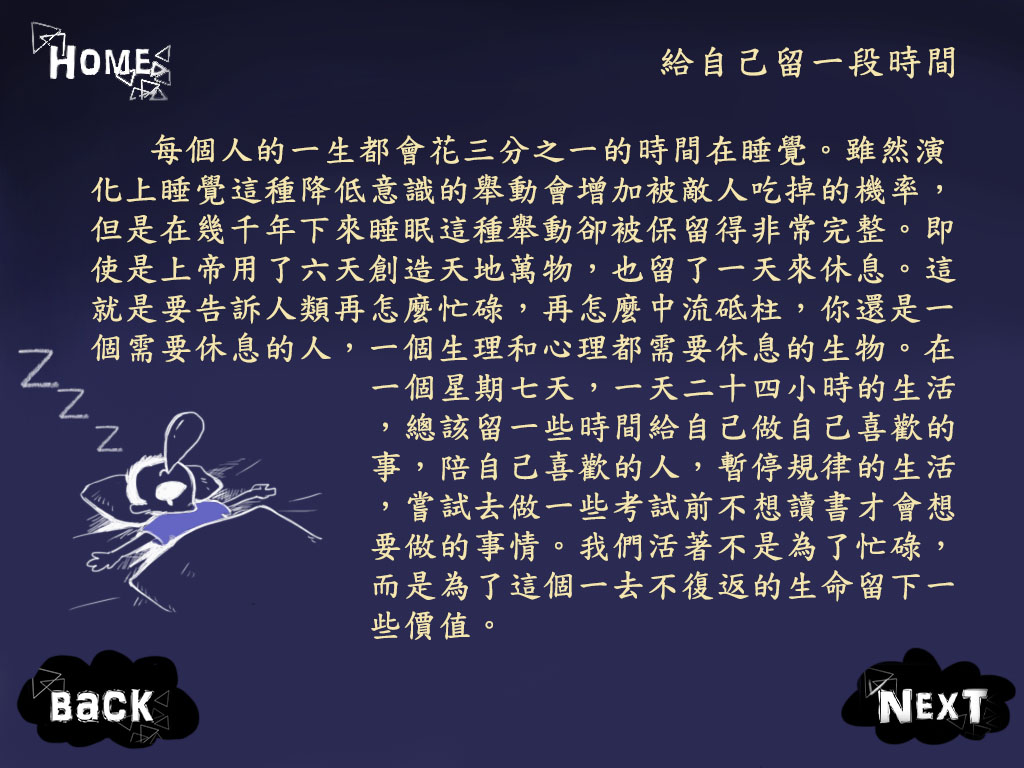 HOME
給自己留一段時間
每個人的一生都會花三分之一的時間在睡覺。雖然演
化上睡覺這種降低意識的舉動會增加被敵人吃掉的機率，
但是在幾千年下來睡眠這種舉動卻被保留得非常完整。即
使是上帝用了六天創造天地萬物，也留了一天來休息。這
就是要告訴人類再怎麼忙碌，再怎麼中流砥柱，你還是一
個需要休息的人，一個生理和心理都需要休息的生物。在
一個星期七天，一天二十四小時的生活
，總該留一些時間給自己做自己喜歡的
事，陪自己喜歡的人，暫停規律的生活
，嘗試去做一些考試前不想讀書才會想
要做的事情。我們活著不是為了忙碌，
而是為了這個一去不復返的生命留下一
些價值。
Z
Z
Z
BaCK
NEXT